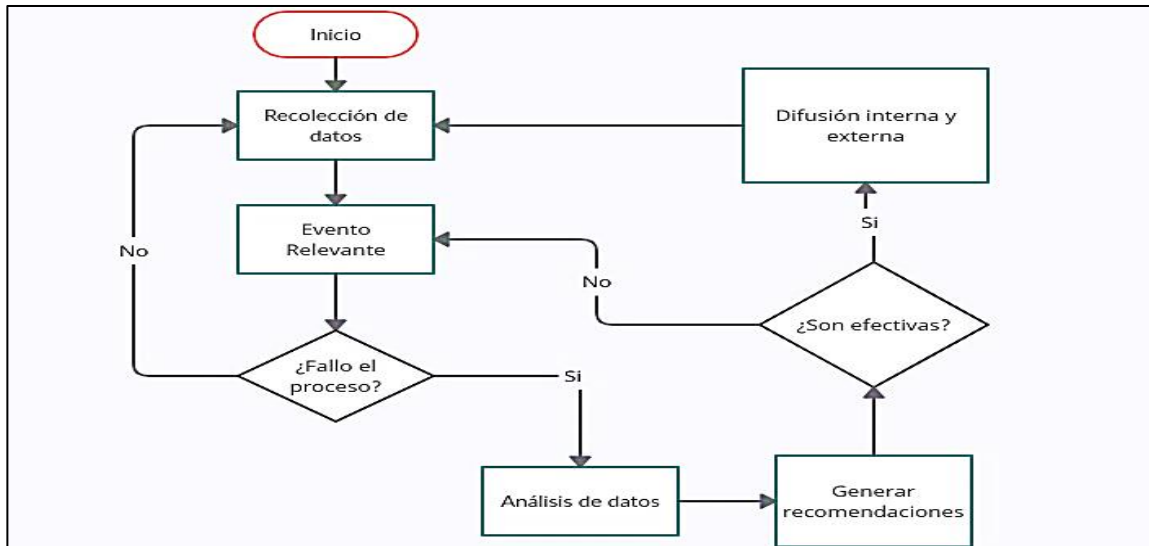 Inicio
Recolección de
datos
Difusión interna y
externa
Evento
Relevante
Si
No
No
¿Son efectivas?
¿Fallo el
proceso?
Si
Análisis de datos
Generar
recomendaciones